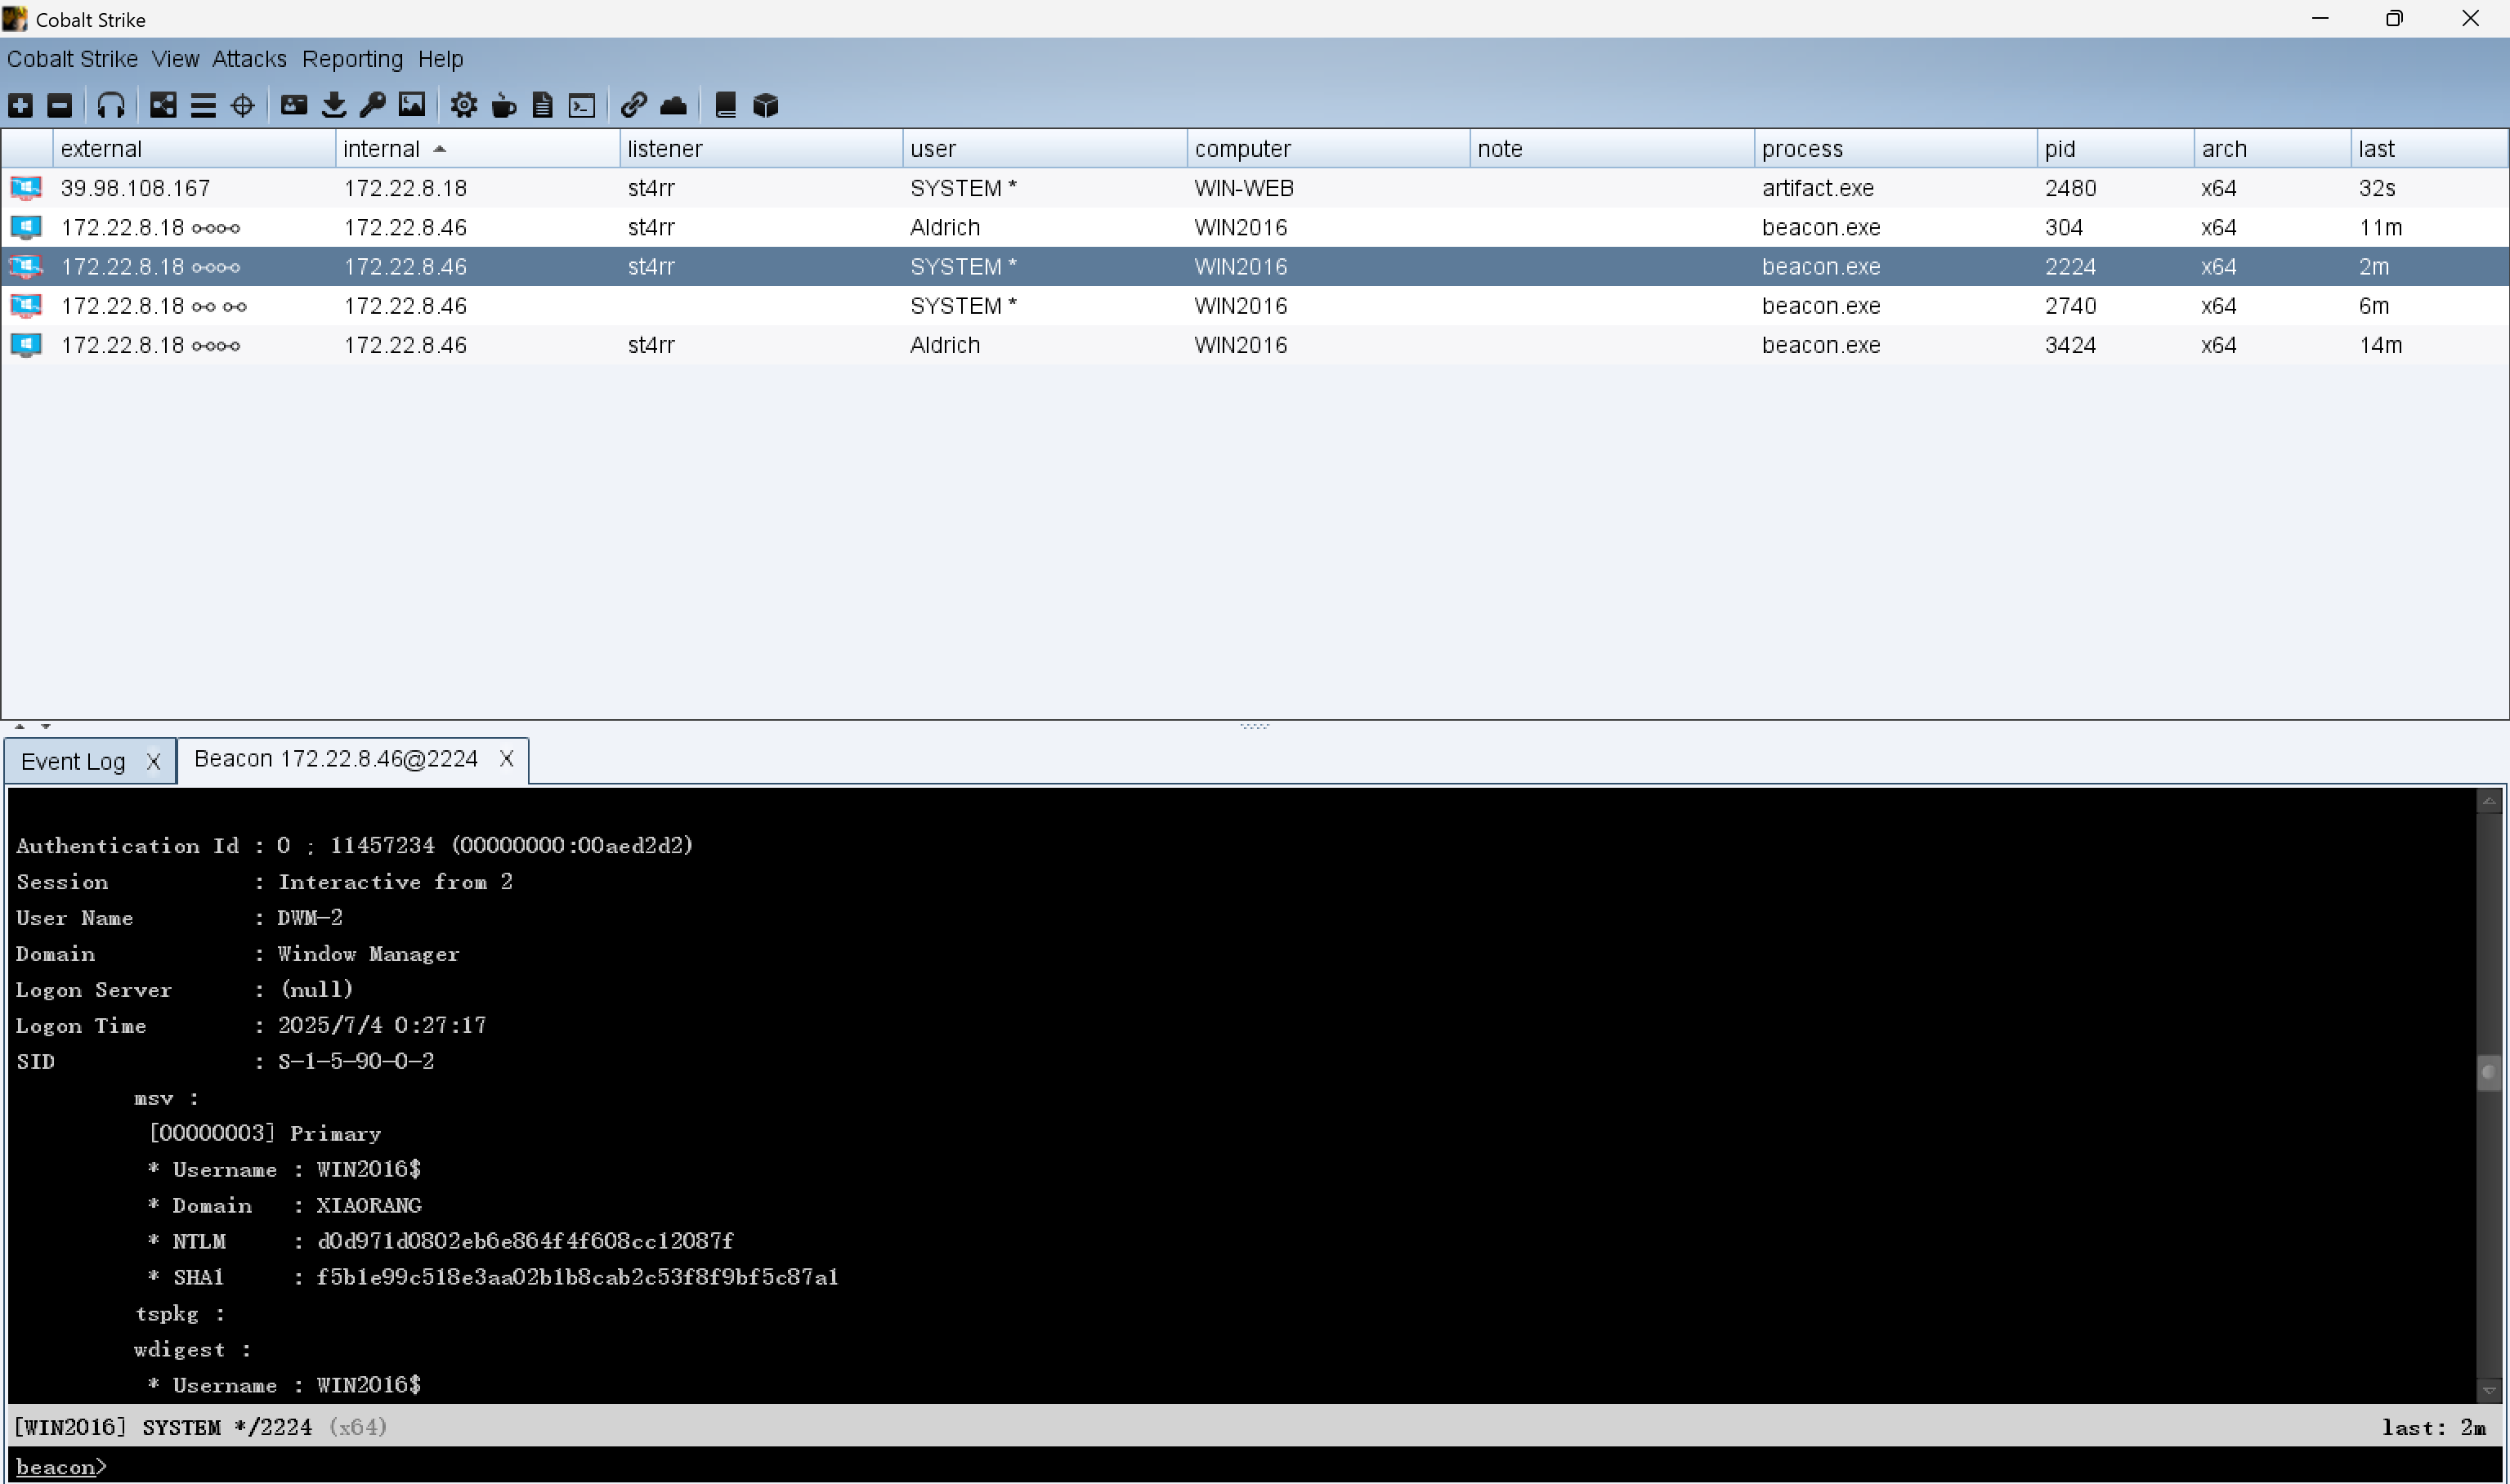 Cobalt Strike
Cobalt Strike View Attacks Reporting Help
external internal listener user computer note process pid arch last
39.98.108.167 172.22.8.18 st4rr SYSTEM * WIN-WEB artifact.exe 2480 x64 32s
172.22.8.18 172.22.8.46 st4rr Aldrich WIN2016 beacon.exe 304 x64 11m
172.22.8.18 172.22.8.46 st4rr SYSTEM * WIN2016 beacon.exe 2224 x64 2m
172.22.8.18 172.22.8.46 SYSTEM * WIN2016 beacon.exe 2740 x64 6m
172.22.8.18 172.22.8.46 st4rr Aldrich WIN2016 beacon.exe 3424 x64 14m
Event Log X Beacon 172.22.8.46@2224 X
Authentication Id : 0 ; 11457234 (00000000:00aed2d2)
Session : Interactive from 2
User Name : DWM-2
Domain : Window Manager
Logon Server : (null)
Logon Time : 2025/7/4 0:27:17
SID : S-1-5-90-0-2
msv :
[00000003] Primary
* Username : WIN2016$
* Domain : XIAORANG
* NTLM : d0d971d0802eb6e864f4f608cc12087f
* SHA1 : f5b1e99c518e3aa02b1b8cab2c53f8f9bf5c87a1
tspkg :
wdigest :
* Username : WIN2016$
[WIN2016] SYSTEM */2224 (x64) last: 2m
beacon>